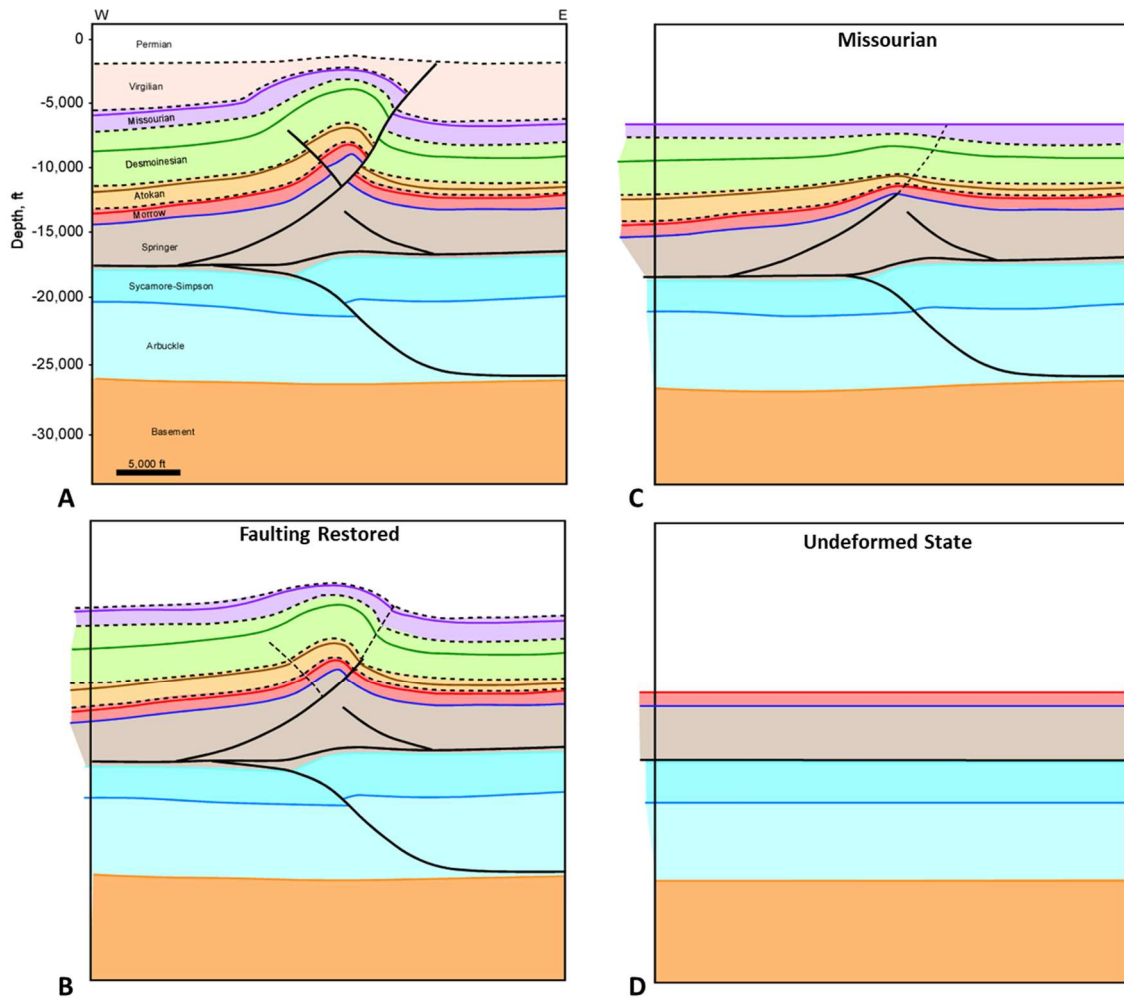 W
E
Depth, ft
0
-5,000
-10,000
-15,000
-20,000
-25,000
-30,000
Permian
Virgilian
Missourian
Desmoinesian
Atokan
Morrow
Springer
Sycamore-Simpson
Arbuckle
Basement
5,000 ft
A
Missourian
C
Faulting Restored
B
Undeformed State
D